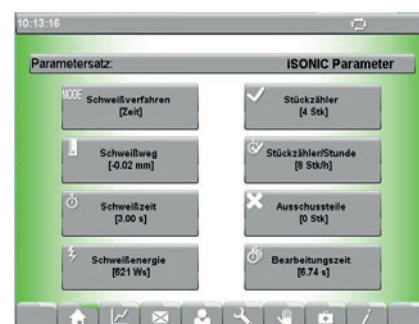 10:13:16
Parametersatz: iSONIC Parameter
MODE Schweißverfahren
[Zeit]
Stückzähler
[4 Stk]
Schweißweg
[-0.02 mm]
Stückzähler/Stunde
[8 Stk/h]
Schweißzeit
[3.00 s]
Ausschussteile
[0 Stk]
Schweißenergie
[621 Ws]
Bearbeitungszeit
[6.74 s]